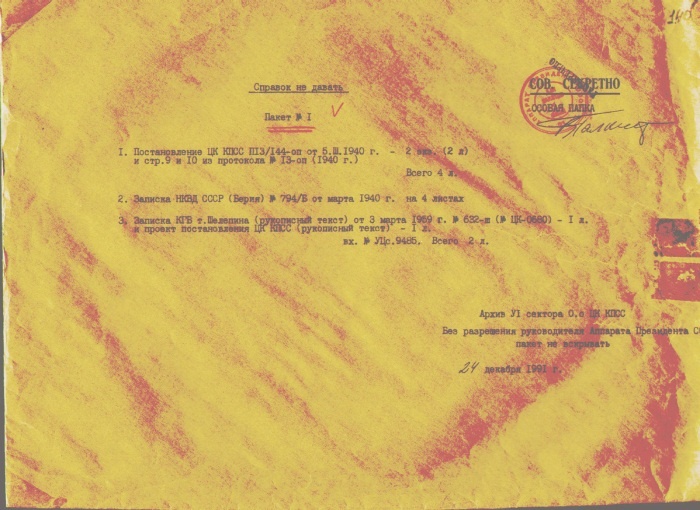 Справок не давать
СОВ. СЕКРЕТНО
ОСОБАЯ ПАПКА
Пакет № I
I. Постановление ЦК КПСС П13/144-оп от 5.Ш.1940 г. - 2 экз. (2 л)
и стр.9 и 10 из протокола № 13-оп (1940 г.)
Всего 4 л.
2. Записка НКВД СССР (Берия) № 794/Б от марта 1940 г. на 4 листах
3. Записка КГБ т.Шелепина (рукописный текст) от 3 марта 1959 г. № 632-ш (№ ЦК-0680) - I л.
и проект постановления ЦК КПСС (рукописный текст) - I л.
вх. № УЦс.9485. Всего 2 л.
Архив УI сектора О.о ЦК КПСС
Без разрешения руководителя Аппарата Президента
пакет не вскрывать
24 декабря 1991 г.